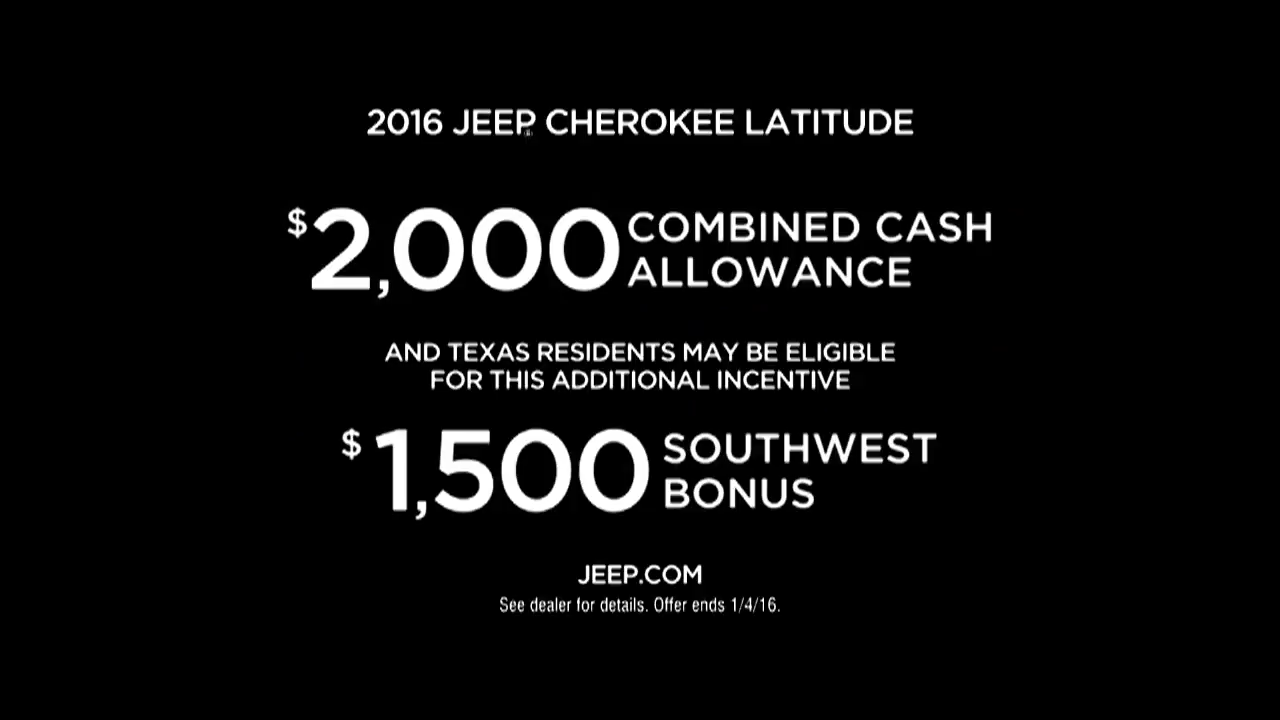 2016 JEEP CHEROKEE LATITUDE
$2,000 COMBINED CASH
ALLOWANCE
AND TEXAS RESIDENTS MAY BE ELIGIBLE
FOR THIS ADDITIONAL INCENTIVE
$1,500 SOUTHWEST
BONUS
JEEP.COM
See dealer for details. Offer ends 1/4/16.